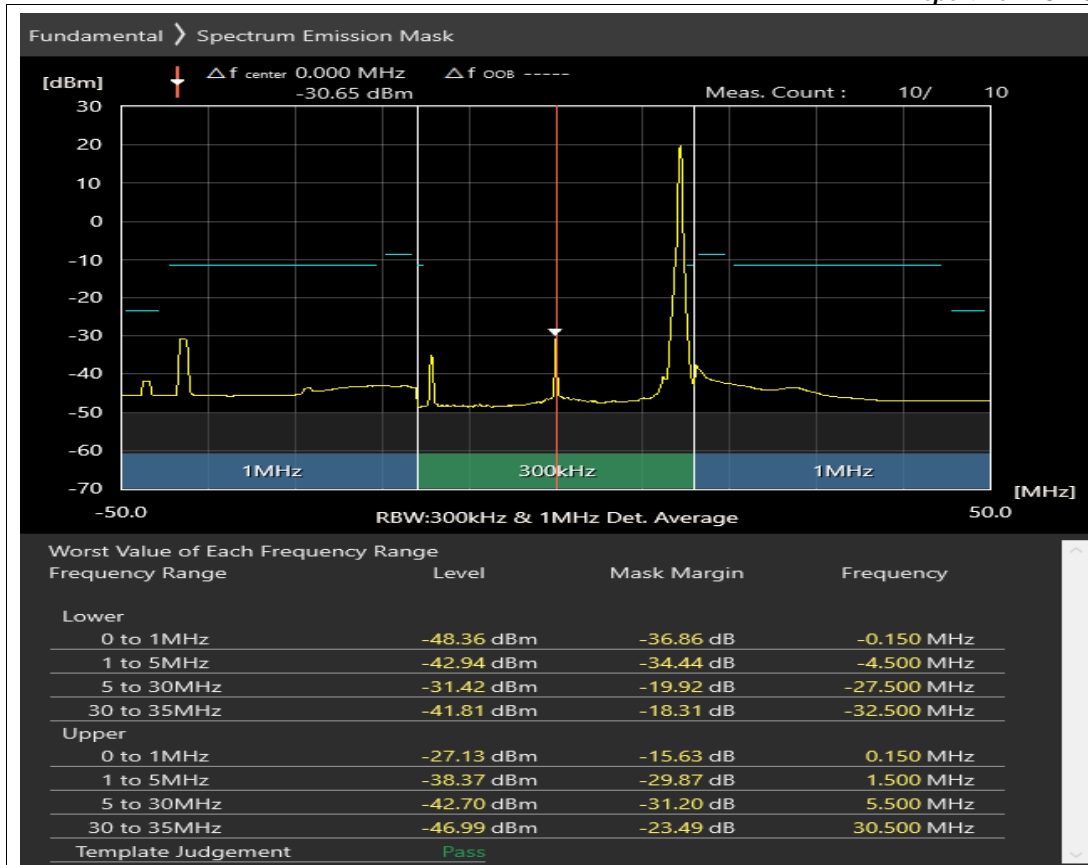 Fundamental ❯ Spectrum Emission Mask
[dBm] △ f center 0.000 MHz △ f OOB -----
-30.65 dBm Meas. Count : 10/ 10
30
20
10
0
-10
-20
-30
-40
-50
-60
1MHz 300kHz 1MHz
-70 [MHz]
-50.0 RBW:300kHz & 1MHz Det. Average 50.0
Worst Value of Each Frequency Range
Frequency Range Level Mask Margin Frequency
Lower
0 to 1MHz -48.36 dBm -36.86 dB -0.150 MHz
1 to 5MHz -42.94 dBm -34.44 dB -4.500 MHz
5 to 30MHz -31.42 dBm -19.92 dB -27.500 MHz
30 to 35MHz -41.81 dBm -18.31 dB -32.500 MHz
Upper
0 to 1MHz -27.13 dBm -15.63 dB 0.150 MHz
1 to 5MHz -38.37 dBm -29.87 dB 1.500 MHz
5 to 30MHz -42.70 dBm -31.20 dB 5.500 MHz
30 to 35MHz -46.99 dBm -23.49 dB 30.500 MHz
Template Judgement Pass